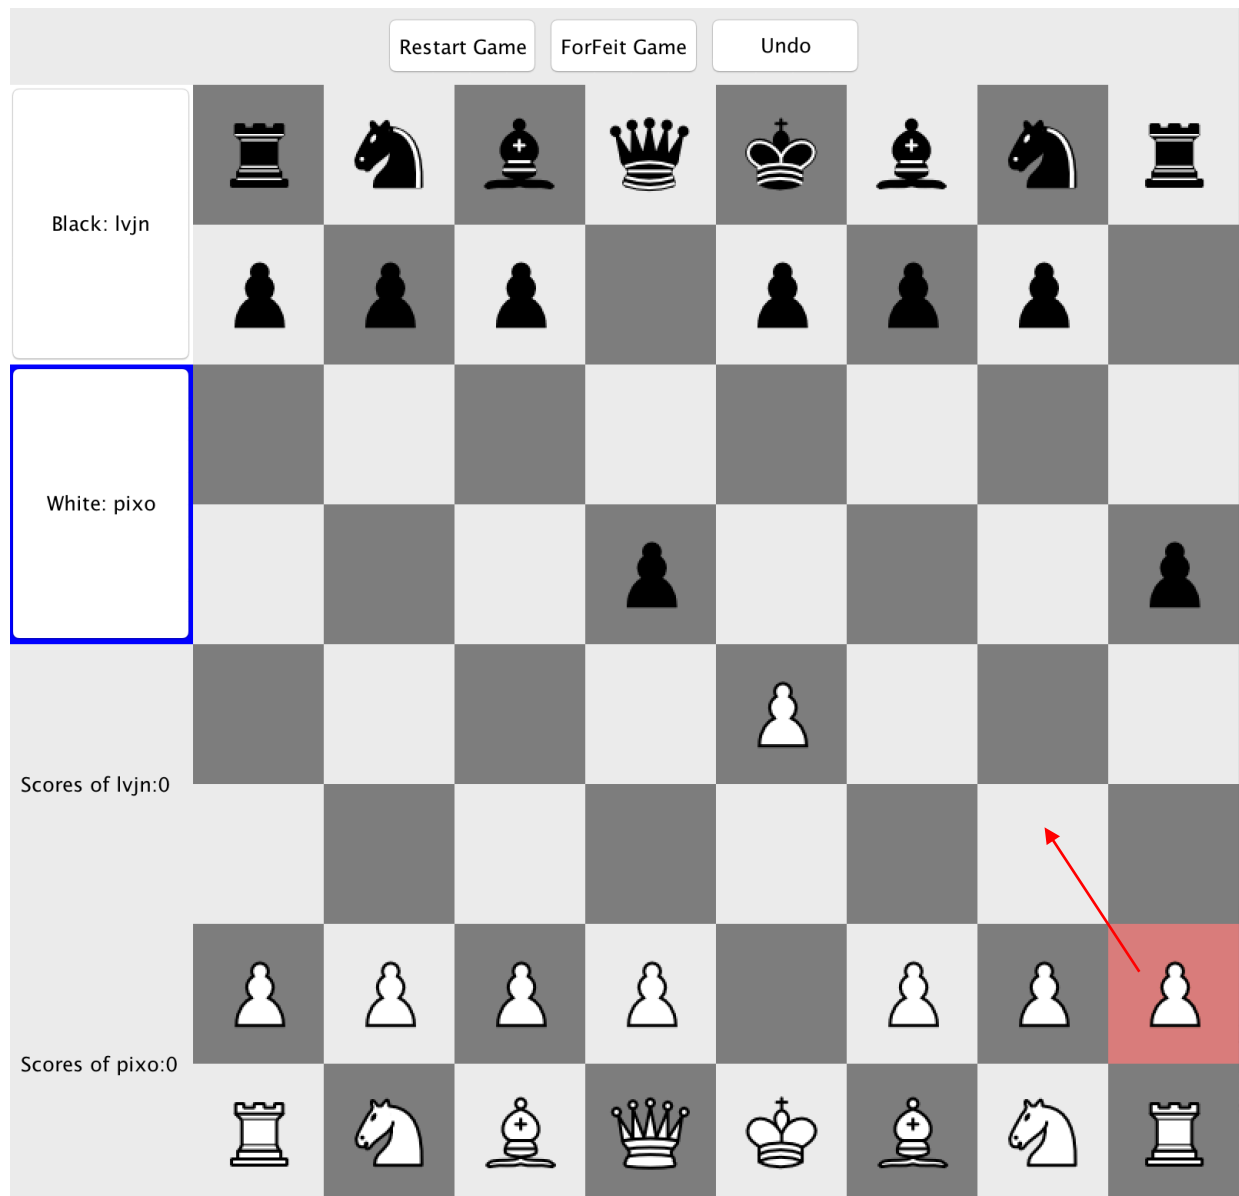 Restart Game
ForFeit Game
Undo
Black: lvjn
White: pixo
Scores of lvjn:0
Scores of pixo:0